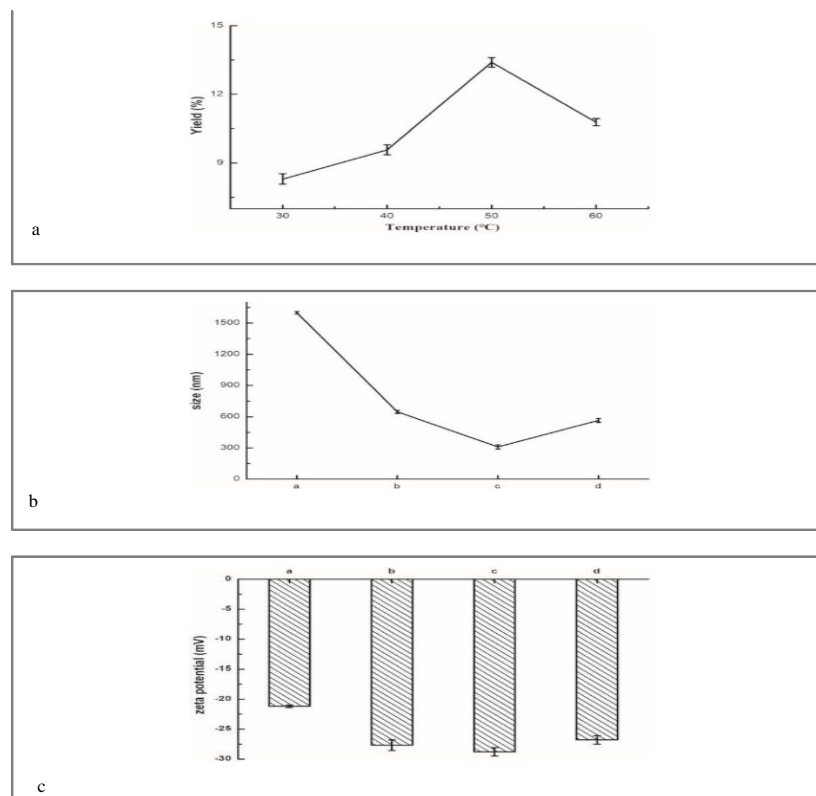 15
12
9
Yield (%)
30 40 50 60
Temperature (°C)
a
1500
1200
900
600
300
0
size (nm)
a b c d
b
a b c d
0
-5
-10
-15
-20
-25
-30
zeta potential (mV)
c